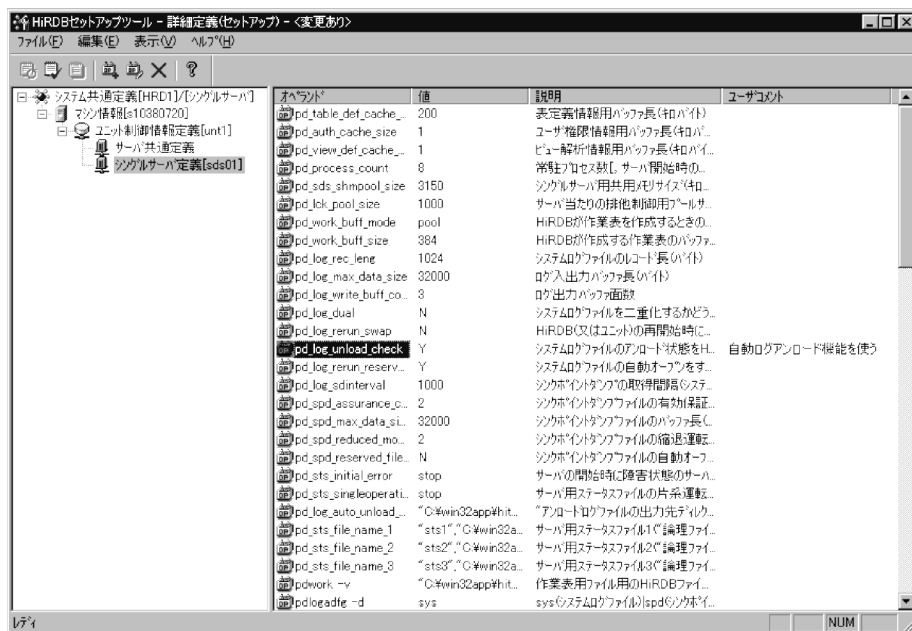 HiRDBセットアップツール - 詳細定義(セットアップ) - <変更あり>
ファイル(F) 編集(E) 表示(V) ヘルプ(H)
システム共通定義[HRD1]/[シングルサーバ]
マシン情報[s10380720]
ユニット制御情報定義[unt1]
サーバ共通定義
シングルサーバ定義[sds01]
オペランド 値 説明 ユーザコメント
pd_table_def_cache_... 200 表定義情報用バッファ長(キロバイト)
pd_auth_cache_size 1 ユーザ権限情報用バッファ長(キロバ...
pd_view_def_cache_... 1 ビュー解析情報用バッファ長(キロバイ...
pd_process_count 8 常駐プロセス数[, サーバ開始時の...
pd_sds_shmpool_size 3150 シングルサーバ用共用メモリサイズ(キロ...
pd_lck_pool_size 1000 サーバ当たりの排他制御用プールサ...
pd_work_buff_mode pool HiRDBが作業表を作成するときの...
pd_work_buff_size 384 HiRDBが作成する作業表のバッファ...
pd_log_rec_leng 1024 システムログファイルのレコード長(バイト)
pd_log_max_data_size 32000 ログ入出力バッファ長(バイト)
pd_log_write_buff_co... 3 ログ出力バッファ面数
pd_log_dual N システムログファイルを二重化するかどう...
pd_log_rerun_swap N HiRDB(又はユニット)の再開始時に...
pd_log_unload_check Y システムログファイルのアンロード状態をH... 自動ログアンロード機能を使う
pd_log_rerun_reserv... Y システムログファイルの自動オープンをす...
pd_log_sdinterval 1000 シンクポイントダンプの取得間隔(システ...
pd_spd_assurance_c... 2 シンクポイントダンプファイルの有効保証...
pd_spd_max_data_si... 32000 シンクポイントダンプファイルのバッファ長(...
pd_spd_reduced_mo... 2 シンクポイントダンプファイルの縮退運転...
pd_spd_reserved_file... N シンクポイントダンプファイルの自動オープ...
pd_sts_initial_error stop サーバの開始時に障害状態のサーバ...
pd_sts_singleoperati... stop サーバ用ステータスファイルの片系運転...
pd_log_auto_unload_... "C:¥win32app¥hit... "アンロードログファイルの出力先ディレク...
pd_sts_file_name_1 "sts1","C:¥win32a... サーバ用ステータスファイル1("論理ファイ...
pd_sts_file_name_2 "sts2","C:¥win32a... サーバ用ステータスファイル2("論理ファイ...
pd_sts_file_name_3 "sts3","C:¥win32a... サーバ用ステータスファイル3("論理ファイ...
pdwork -v "C:¥win32app¥hit... 作業表用ファイル用のHiRDBファイ...
pdlogadfg -d sys sys(システムログファイル)|spd(シンクポイ...
レディ NUM